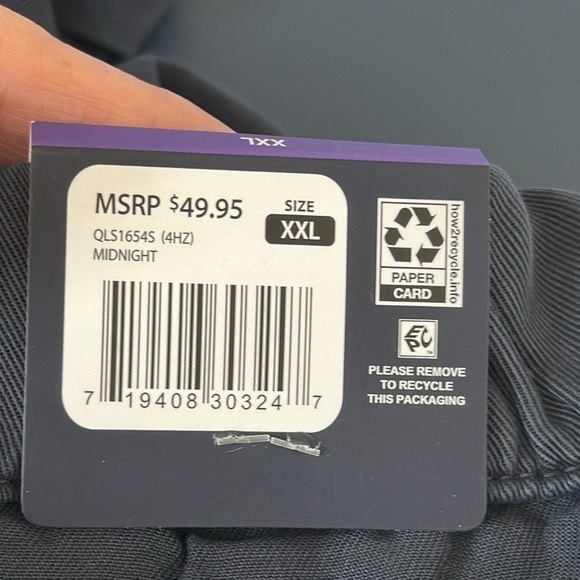 XXL
MSRP $49.95
SIZE
XXL
QLS1654S (4HZ)
MIDNIGHT
7 19408 30324 7
how2recycle.info
PAPER
CARD
EPC™
PLEASE REMOVE
TO RECYCLE
THIS PACKAGING